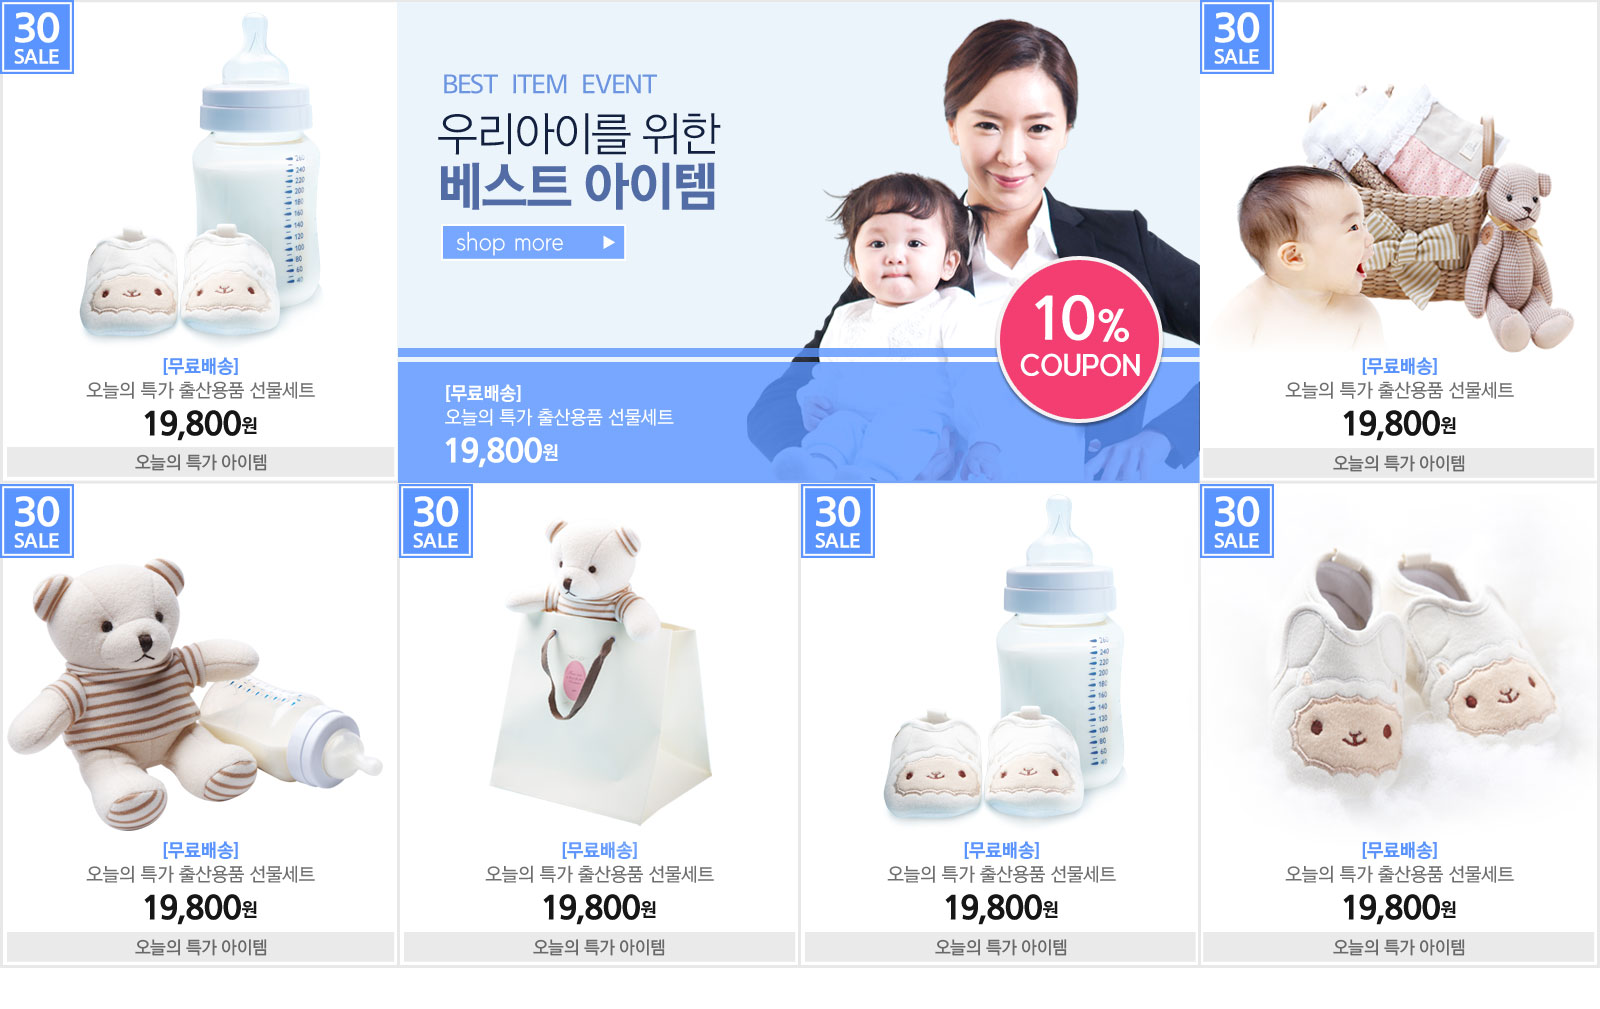 30
SALE
[무료배송]
오늘의 특가 출산용품 선물세트
19,800원
오늘의 특가 아이템
BEST ITEM EVENT
우리아이를 위한
베스트 아이템
shop more
10%
COUPON
[무료배송]
오늘의 특가 출산용품 선물세트
19,800원
30
SALE
[무료배송]
오늘의 특가 출산용품 선물세트
19,800원
오늘의 특가 아이템
30
SALE
[무료배송]
오늘의 특가 출산용품 선물세트
19,800원
오늘의 특가 아이템
30
SALE
[무료배송]
오늘의 특가 출산용품 선물세트
19,800원
오늘의 특가 아이템
30
SALE
260
240
220
200
180
160
140
120
100
80
60
40
[무료배송]
오늘의 특가 출산용품 선물세트
19,800원
오늘의 특가 아이템
30
SALE
[무료배송]
오늘의 특가 출산용품 선물세트
19,800원
오늘의 특가 아이템